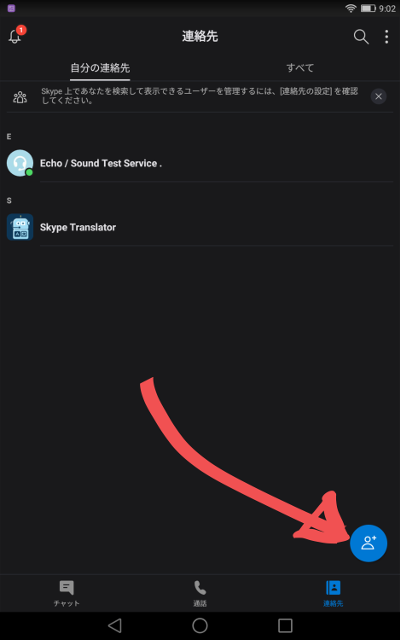 9:02
1
連絡先
自分の連絡先
すべて
Skype 上であなたを検索して表示できるユーザーを管理するには、[連絡先の設定] を確認
してください。
E
Echo / Sound Test Service .
S
Skype Translator
チャット
通話
連絡先